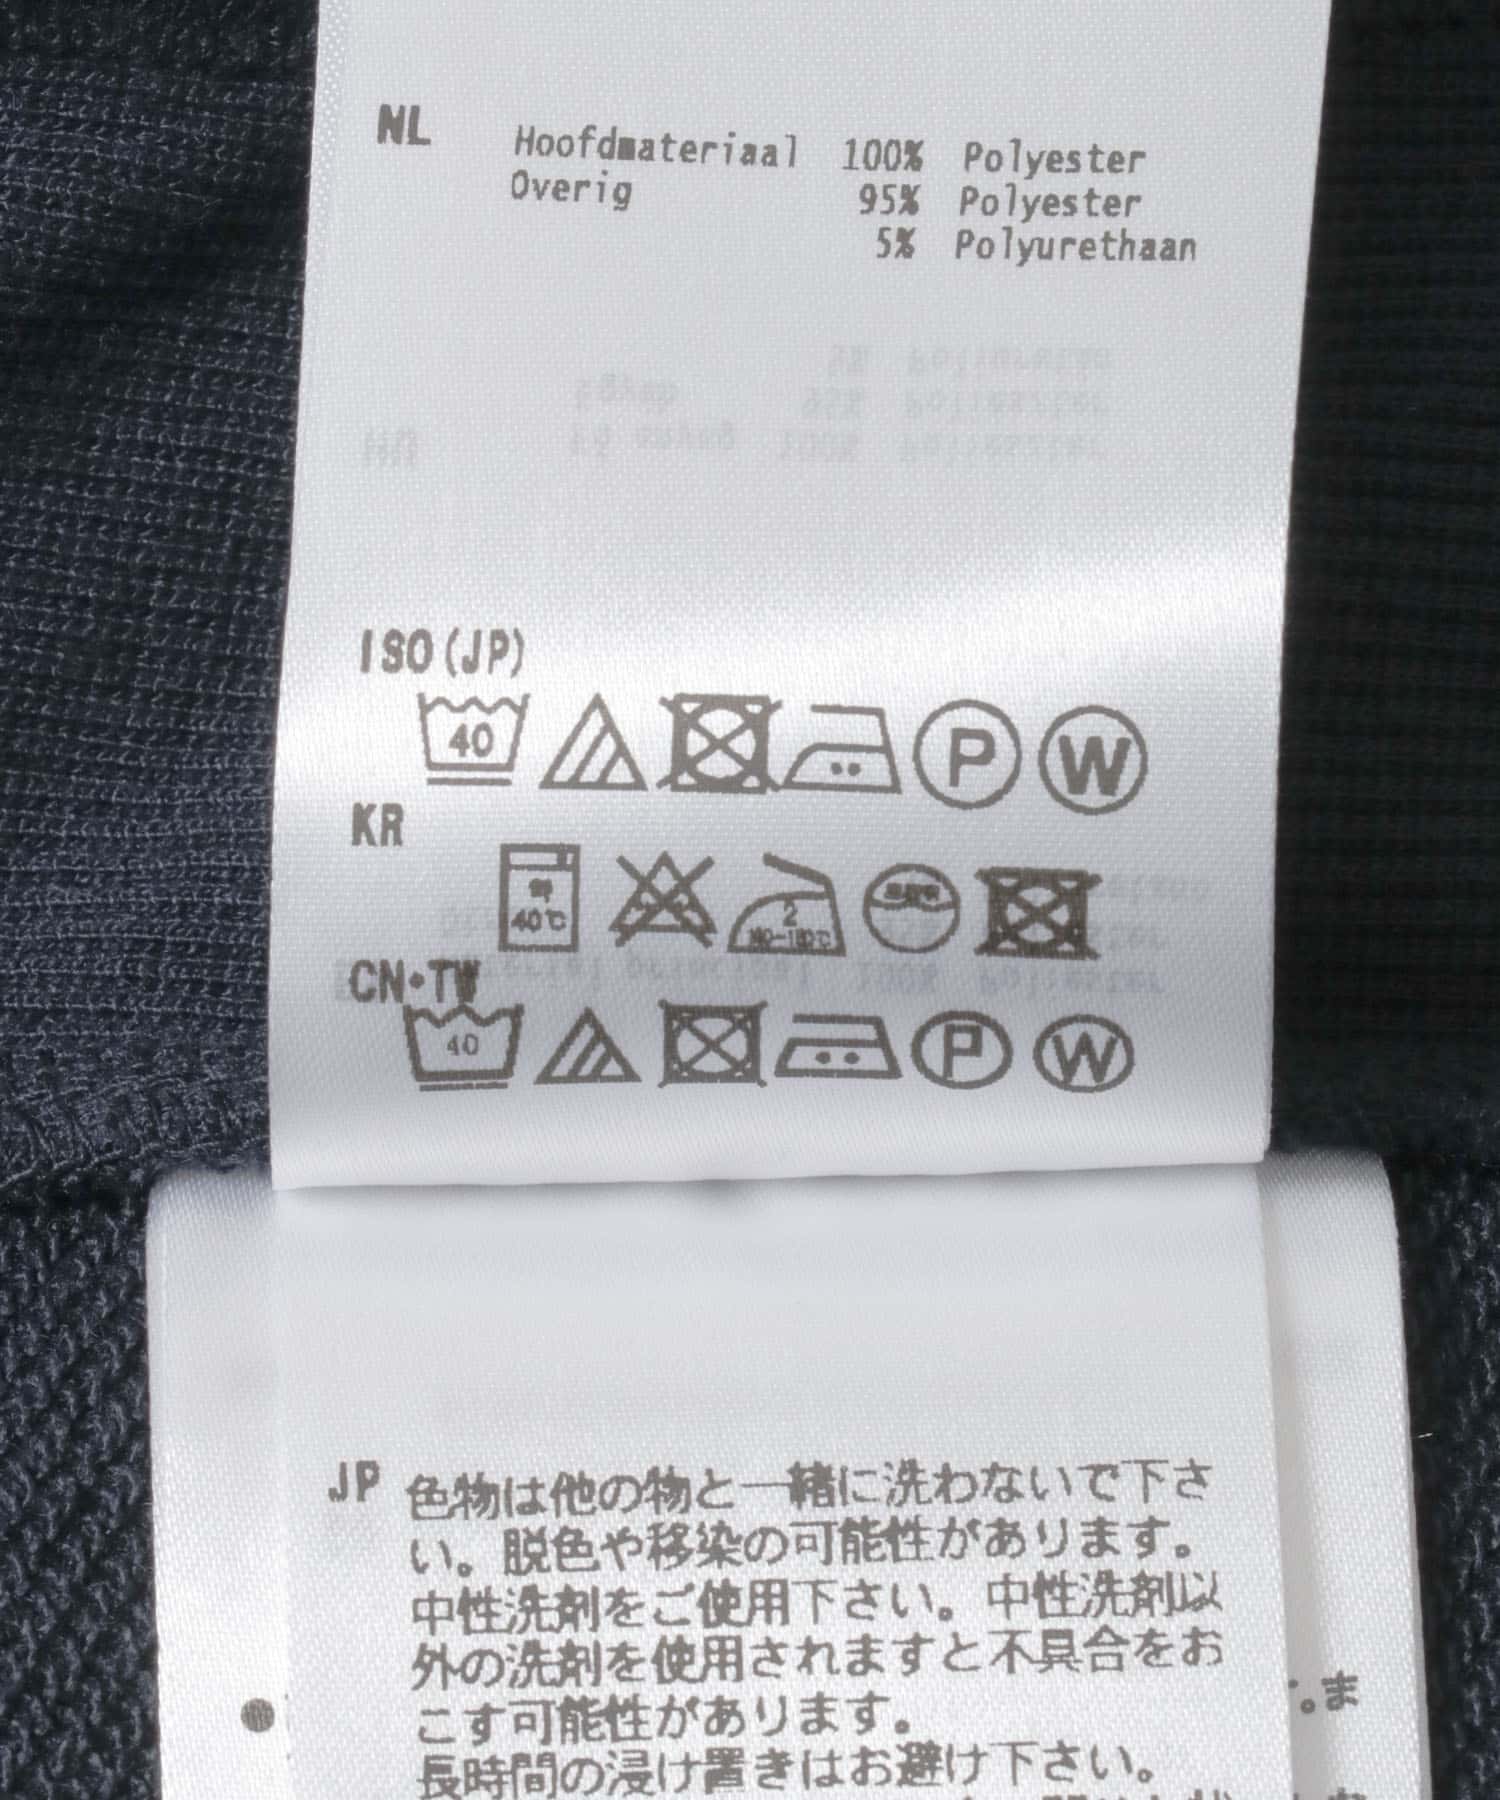 NL Hoofdmateriaal 100% Polyester
Overig 95% Polyester
5% Polyurethaan
ISO(JP)
40 P W
KR
40℃ 2
CN・TW
40 P W
JP 色物は他の物と一緒に洗わないで下さ
い。脱色や移染の可能性があります。
中性洗剤をご使用下さい。中性洗剤以
外の洗剤を使用されますと不具合をお
こす可能性があります。
長時間の浸け置きはお避け下さい。